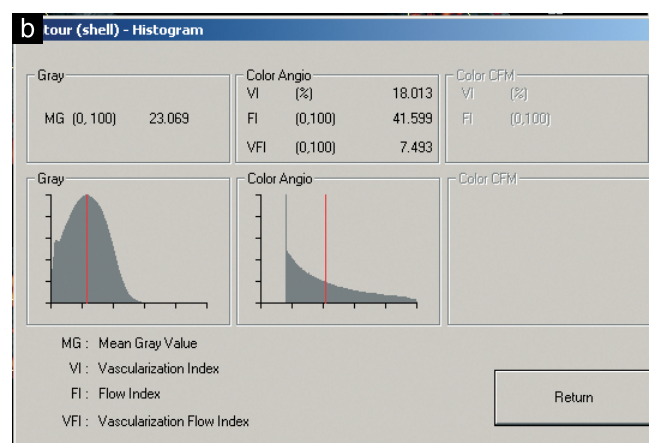 b tour (shell) - Histogram
Gray
MG (0, 100) 23.069
Color Angio
VI (%) 18.013
FI (0,100) 41.599
VFI (0,100) 7.493
Color CFM
VI (%)
FI (0,100)
Gray
Color Angio
Color CFM
MG : Mean Gray Value
VI : Vascularization Index
FI : Flow Index
VFI : Vascularization Flow Index
Return